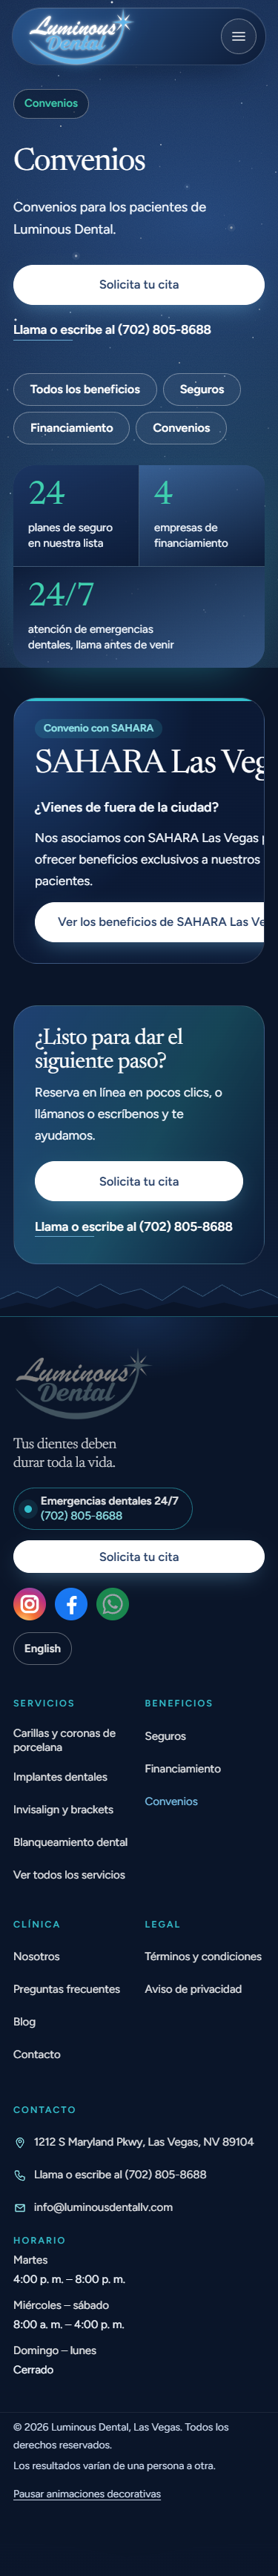 Luminous
Dental
Convenios
Convenios
Convenios para los pacientes de
Luminous Dental.
Solicita tu cita
Llama o escribe al (702) 805-8688
Todos los beneficios
Seguros
Financiamiento
Convenios
24
planes de seguro
en nuestra lista
4
empresas de
financiamiento
24/7
atención de emergencias
dentales, llama antes de venir
Convenio con SAHARA
SAHARA Las Veg
¿Vienes de fuera de la ciudad?
Nos asociamos con SAHARA Las Vegas p
ofrecer beneficios exclusivos a nuestros
pacientes.
Ver los beneficios de SAHARA Las Ve
¿Listo para dar el
siguiente paso?
Reserva en línea en pocos clics, o
llámanos o escríbenos y te
ayudamos.
Solicita tu cita
Llama o escribe al (702) 805-8688
Luminous
Dental
Tus dientes deben
durar toda la vida.
Emergencias dentales 24/7
(702) 805-8688
Solicita tu cita
English
SERVICIOS
Carillas y coronas de
porcelana
Implantes dentales
Invisalign y brackets
Blanqueamiento dental
Ver todos los servicios
BENEFICIOS
Seguros
Financiamiento
Convenios
CLÍNICA
Nosotros
Preguntas frecuentes
Blog
Contacto
LEGAL
Términos y condiciones
Aviso de privacidad
CONTACTO
1212 S Maryland Pkwy, Las Vegas, NV 89104
Llama o escribe al (702) 805-8688
info@luminousdentallv.com
HORARIO
Martes
4:00 p. m. – 8:00 p. m.
Miércoles – sábado
8:00 a. m. – 4:00 p. m.
Domingo – lunes
Cerrado
© 2026 Luminous Dental, Las Vegas. Todos los
derechos reservados.
Los resultados varían de una persona a otra.
Pausar animaciones decorativas